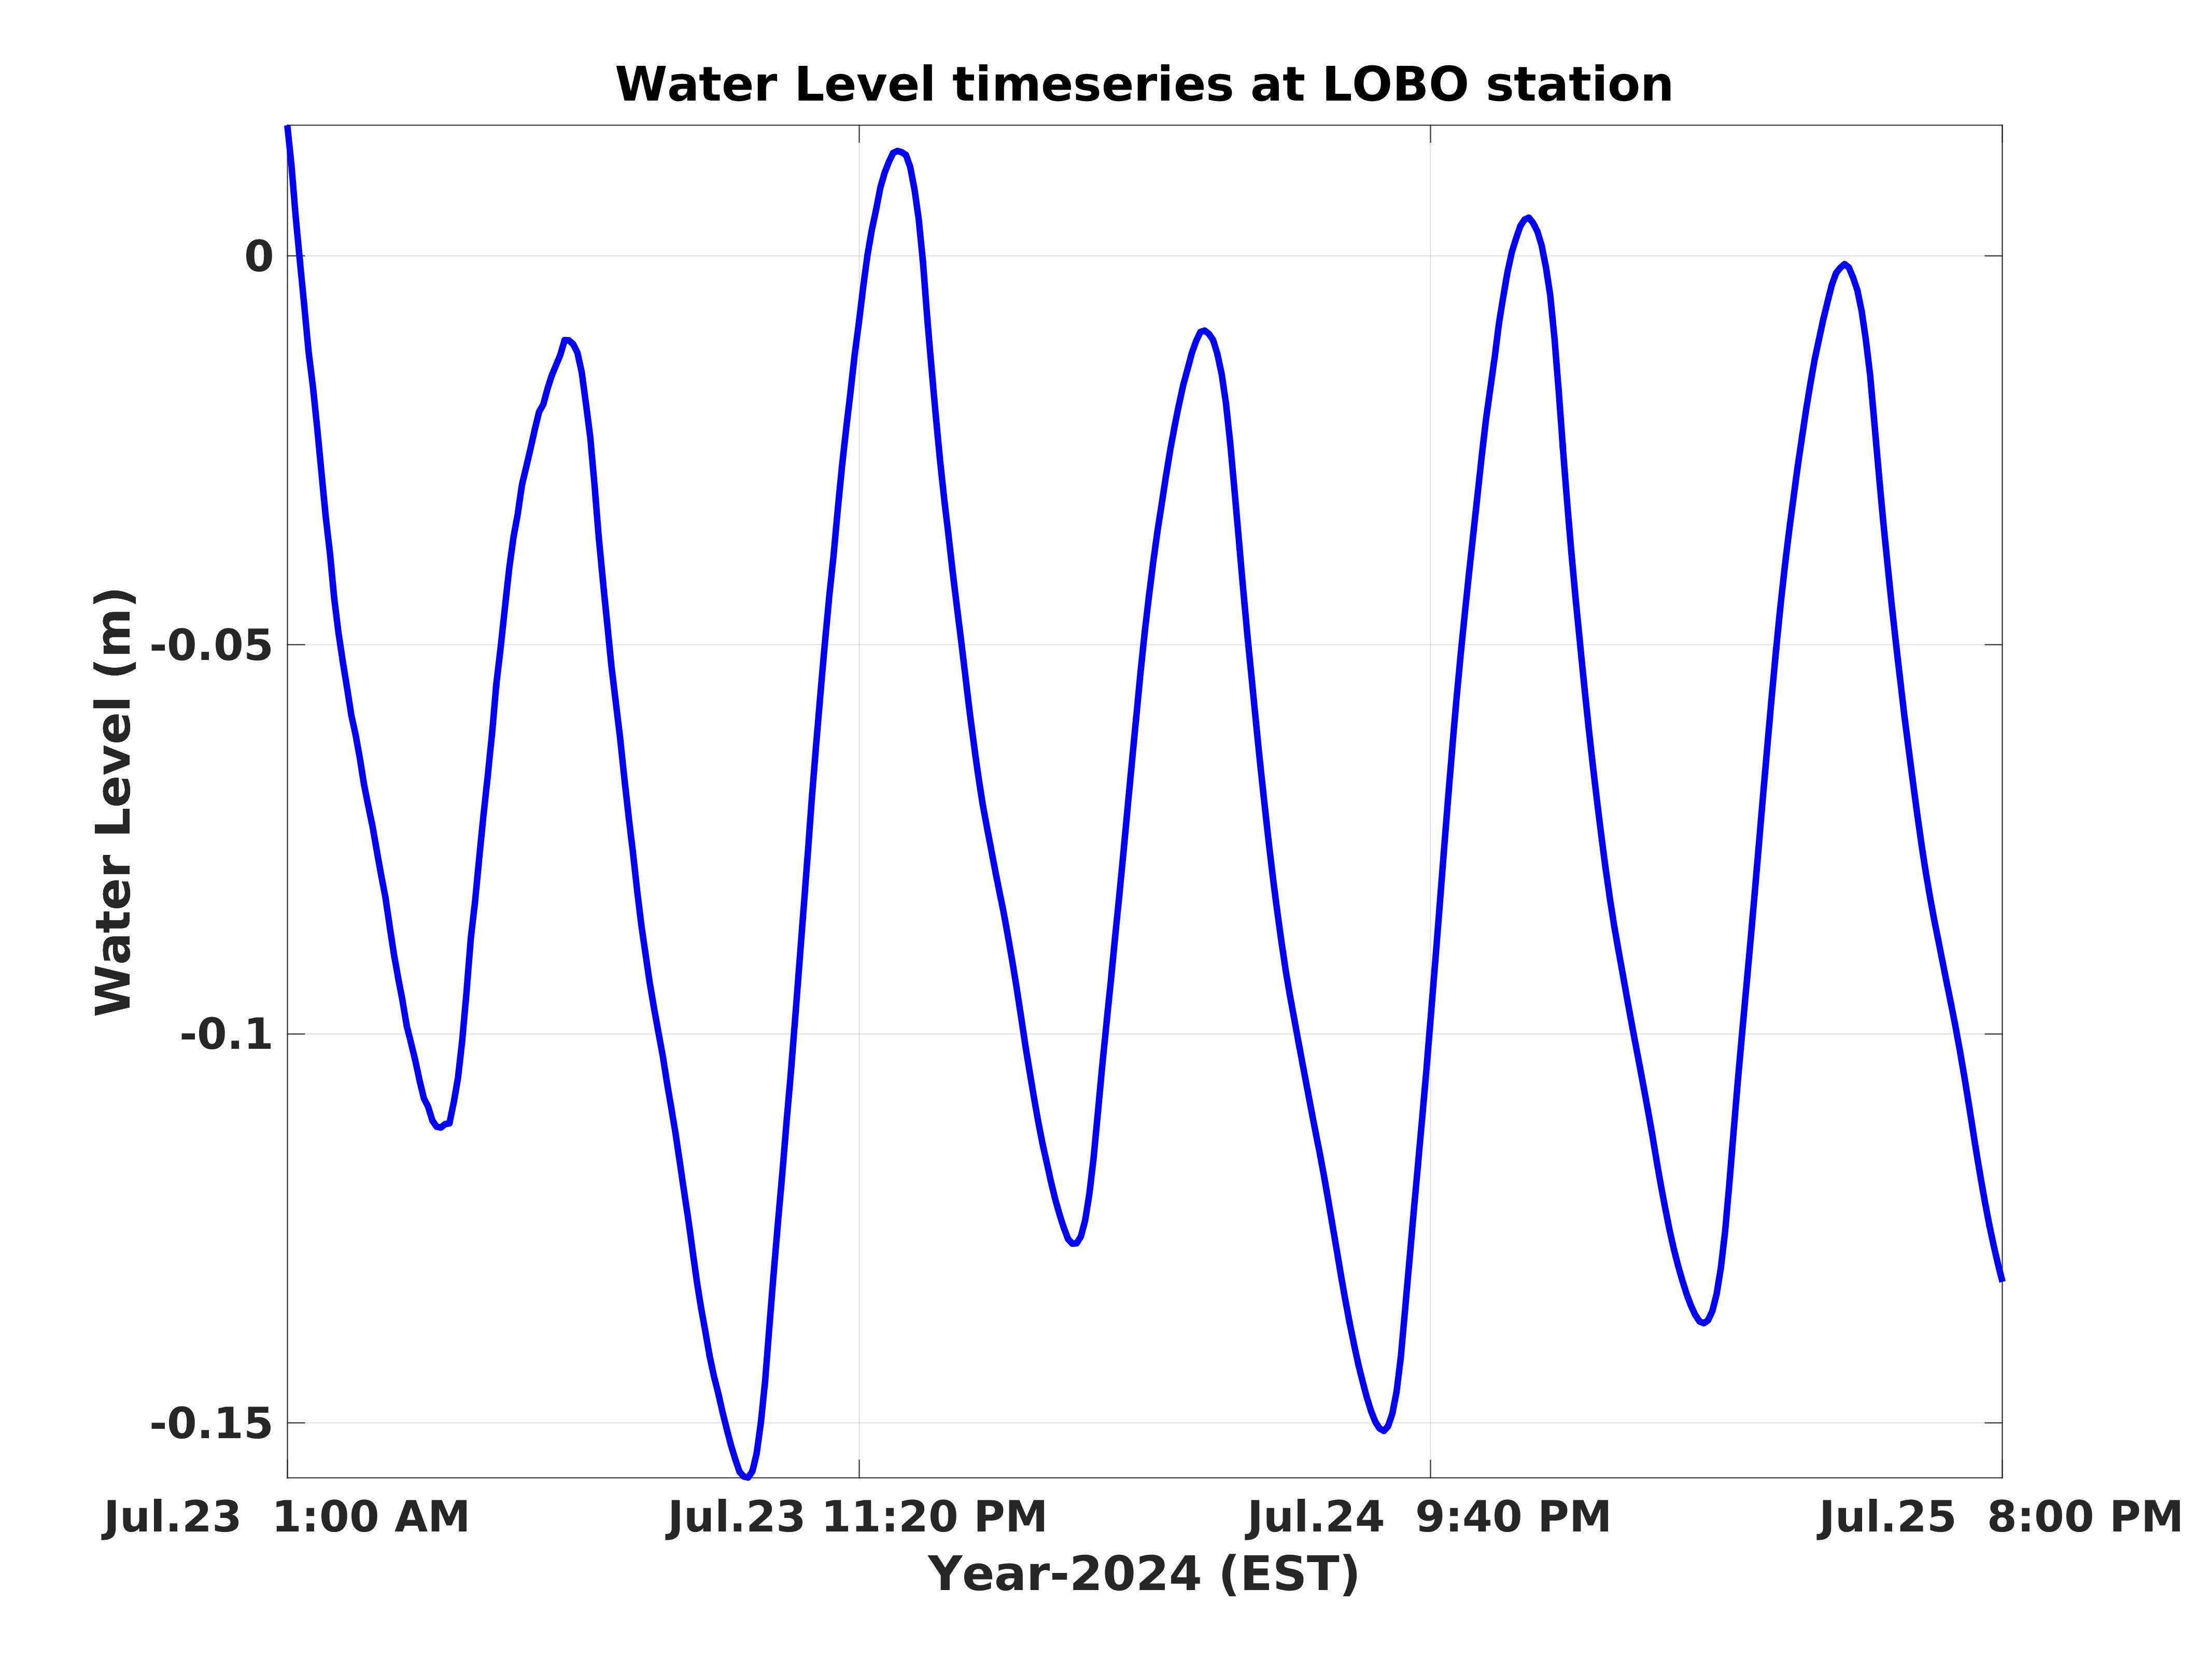 Water Level timeseries at LOBO station
Water Level (m)
0
-0.05
-0.1
-0.15
Jul.23  1:00 AM
Jul.23 11:20 PM
Jul.24  9:40 PM
Jul.25  8:00 PM
Year-2024 (EST)